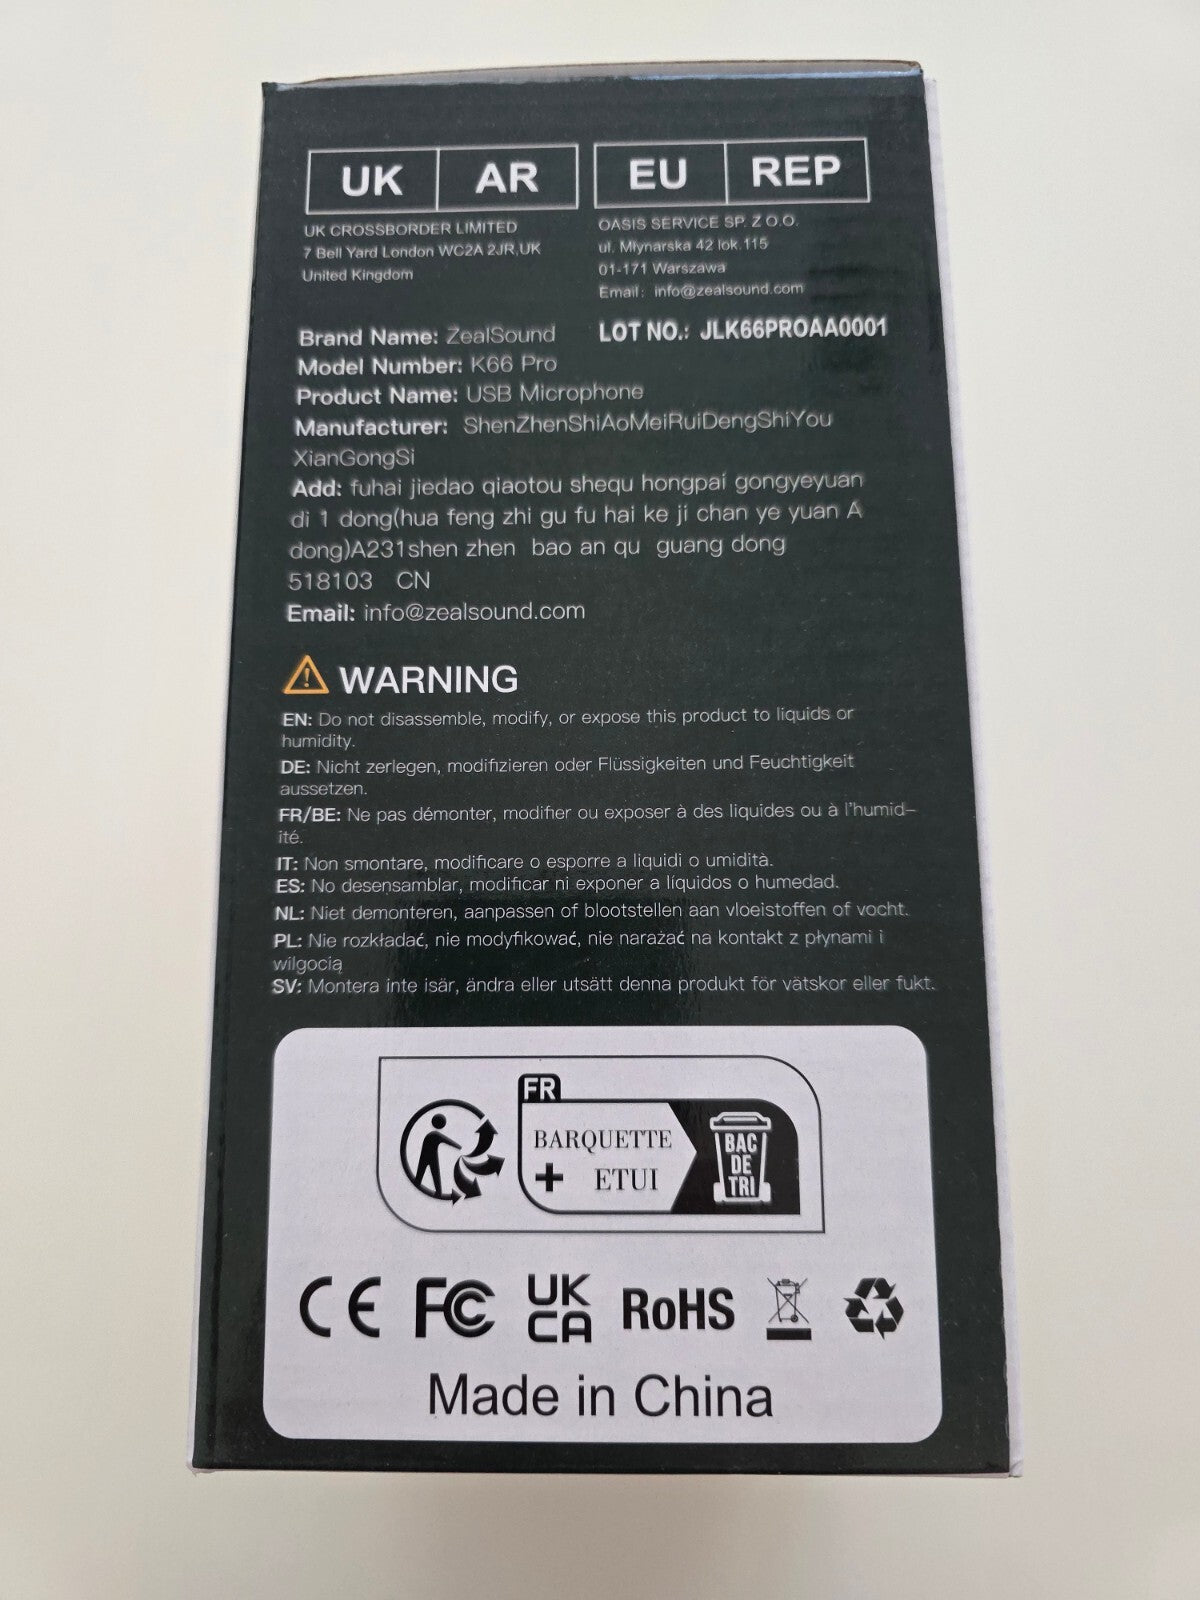 UK AR
UK CROSSBORDER LIMITED
7 Bell Yard London WC2A 2JR,UK
United Kingdom
EU REP
OASIS SERVICE SP. Z O.O.
ul. Młynarska 42 lok.115
01-171 Warszawa
Email: info@zealsound.com
Brand Name: ZealSound
LOT NO.: JLK66PROAA0001
Model Number: K66 Pro
Product Name: USB Microphone
Manufacturer: ShenZhenShiAoMeiRuiDengShiYou
XianGongSi
Add: fuhai jiedao qiaotou shequ hongpai gongyeyuan
di 1 dong(hua feng zhi gu fu hai ke ji chan ye yuan A
dong)A231shen zhen bao an qu guang dong
518103 CN
Email: info@zealsound.com
WARNING
EN: Do not disassemble, modify, or expose this product to liquids or
humidity.
DE: Nicht zerlegen, modifizieren oder Flüssigkeiten und Feuchtigkeit
aussetzen.
FR/BE: Ne pas démonter, modifier ou exposer à des liquides ou à l'humid-
ité.
IT: Non smontare, modificare o esporre a liquidi o umidità.
ES: No desensamblar, modificar ni exponer a líquidos o humedad.
NL: Niet demonteren, aanpassen of blootstellen aan vloeistoffen of vocht.
PL: Nie rozkładać, nie modyfikować, nie narażać na kontakt z płynami i
wilgocią
SV: Montera inte isär, ändra eller utsätt denna produkt för vätskor eller fukt.
FR
BARQUETTE
+ ETUI
BAC
DE
TRI
CE FC UK
CA RoHS
Made in China